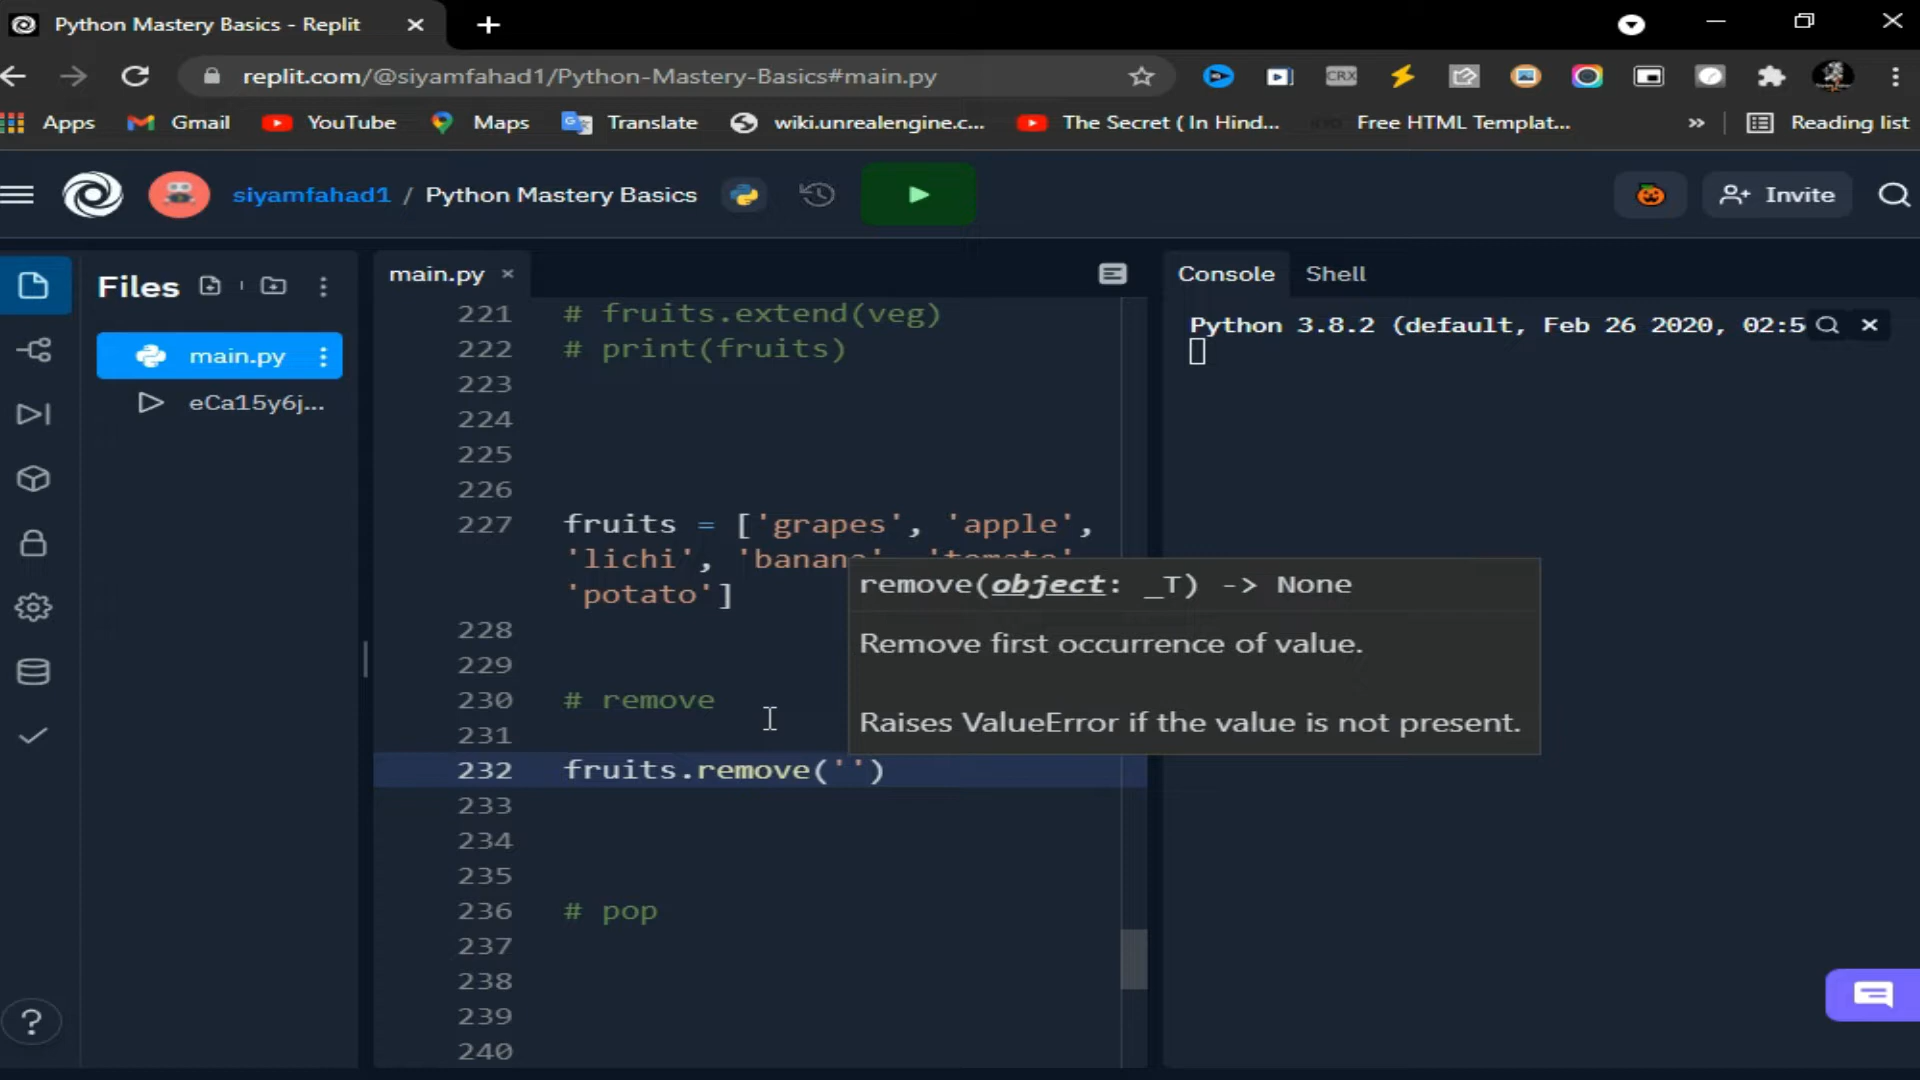 Python Mastery Basics - Replit
replit.com/@siyamfahad1/Python-Mastery-Basics#main.py
CRX
Apps Gmail YouTube Maps Translate wiki.unrealengine.c... The Secret ( In Hind... Free HTML Templat... » Reading list
siyamfahad1 / Python Mastery Basics Invite
Files
main.py
eCa15y6j...
main.py
221 # fruits.extend(veg)
222 # print(fruits)
223
224
225
226
227 fruits = ['grapes', 'apple',
'lichi', 'banana', 'tomato'
'potato']
228
229
230 # remove
231
232 fruits.remove('')
233
234
235
236 # pop
237
238
239
240
remove(object: _T) -> None
Remove first occurrence of value.
Raises ValueError if the value is not present.
Console Shell
Python 3.8.2 (default, Feb 26 2020, 02:5
?